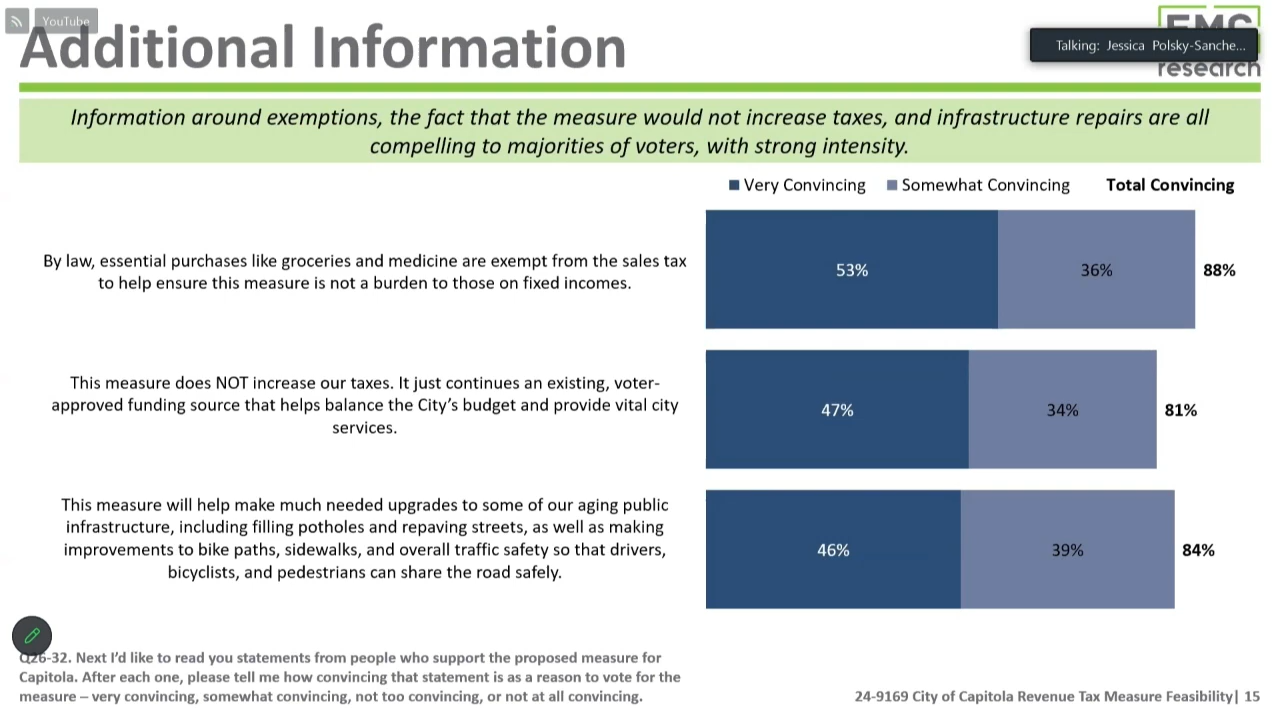 YouTube
Additional Information
EMC
research
Talking: Jessica Polsky-Sanche...
Information around exemptions, the fact that the measure would not increase taxes, and infrastructure repairs are all
compelling to majorities of voters, with strong intensity.
Very Convincing Somewhat Convincing Total Convincing
By law, essential purchases like groceries and medicine are exempt from the sales tax
to help ensure this measure is not a burden to those on fixed incomes.
53% 36% 88%
This measure does NOT increase our taxes. It just continues an existing, voter-
approved funding source that helps balance the City's budget and provide vital city
services.
47% 34% 81%
This measure will help make much needed upgrades to some of our aging public
infrastructure, including filling potholes and repaving streets, as well as making
improvements to bike paths, sidewalks, and overall traffic safety so that drivers,
bicyclists, and pedestrians can share the road safely.
46% 39% 84%
Q26-32. Next I'd like to read you statements from people who support the proposed measure for
Capitola. After each one, please tell me how convincing that statement is as a reason to vote for the
measure – very convincing, somewhat convincing, not too convincing, or not at all convincing.
24-9169 City of Capitola Revenue Tax Measure Feasibility| 15